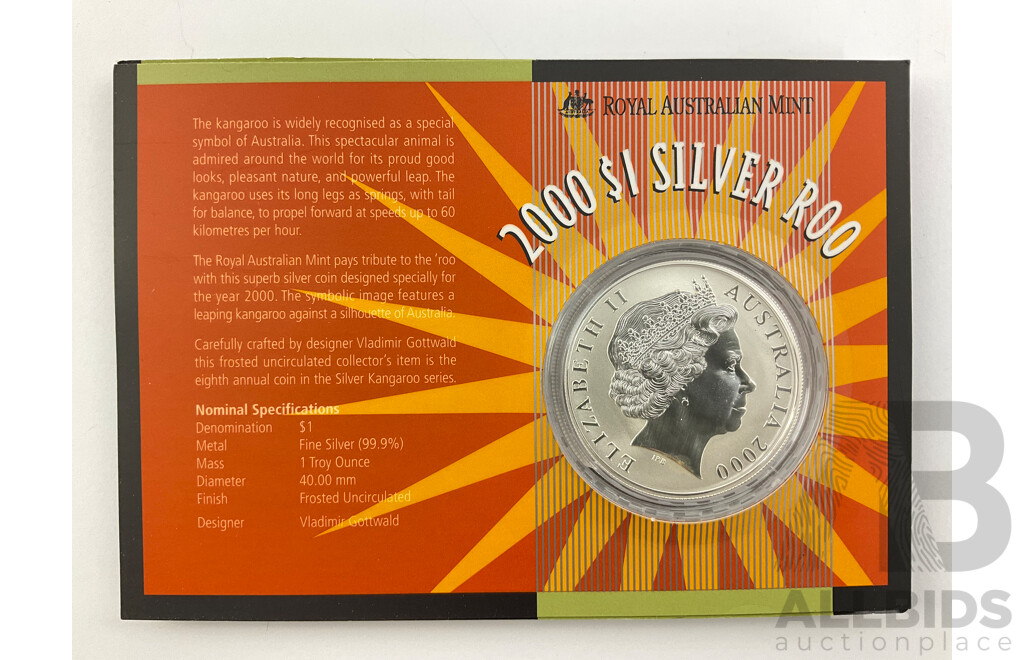 The kangaroo is widely recognised as a special
symbol of Australia. This spectacular animal is
admired around the world for its proud good
looks, pleasant nature, and powerful leap. The
kangaroo uses its long legs as springs, with tail
for balance, to propel forward at speeds up to 60
kilometres per hour.
The Royal Australian Mint pays tribute to the 'roo
with this superb silver coin designed specially for
the year 2000. The symbolic image features a
leaping kangaroo against a silhouette of Australia.
Carefully crafted by designer Vladimir Gottwald
this frosted uncirculated collector's item is the
eighth annual coin in the Silver Kangaroo series.
Nominal Specifications
Denomination $1
Metal Fine Silver (99.9%)
Mass 1 Troy Ounce
Diameter 40.00 mm
Finish Frosted Uncirculated
Designer Vladimir Gottwald
ROYAL AUSTRALIAN MINT
2000 $1 SILVER ROO
ELIZABETH II AUSTRALIA 2000
IRB
B
ALLBIDS
auctionplace